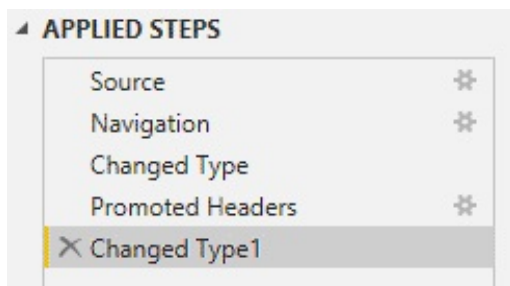 APPLIED STEPS
Source
Navigation
Changed Type
Promoted Headers
Changed Type1